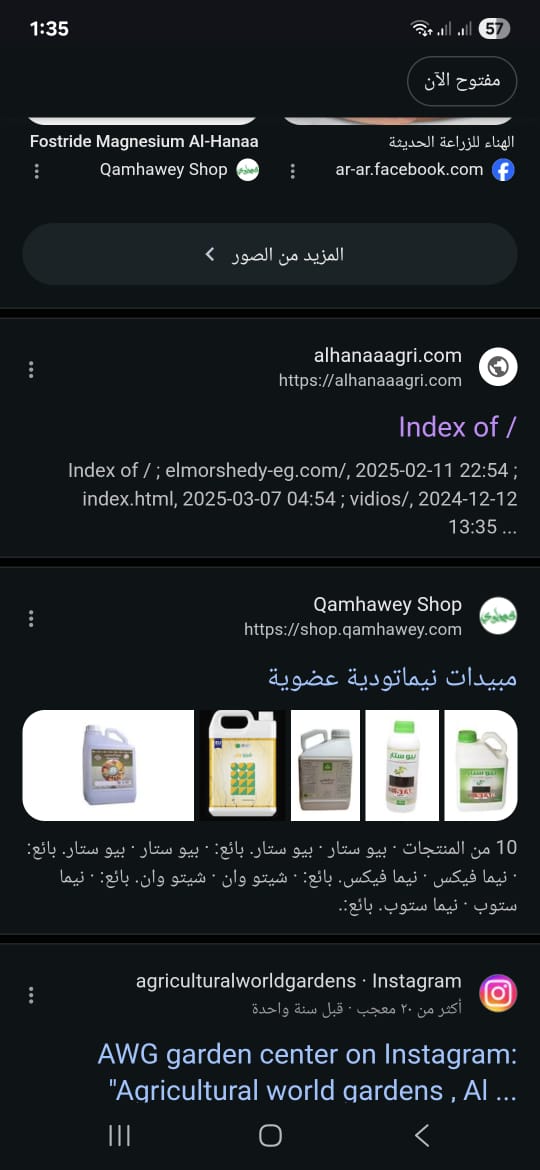 1:35
57
مفتوح الآن
الهناء للزراعة الحديثة
ar-ar.facebook.com
Fostride Magnesium Al-Hanaa
Qamhawey Shop
المزيد من الصور
alhanaaagri.com
https://alhanaaagri.com
Index of /
Index of / ; elmorshedy-eg.com/, 2025-02-11 22:54 ;
index.html, 2025-03-07 04:54 ; vidios/, 2024-12-12
13:35 ...
Qamhawey Shop
https://shop.qamhawey.com
مبيدات نيماتودية عضوية
بيو ستار
بيو ستار
10 من المنتجات · بيو ستار · بيو ستار. بائع: · بيو ستار · بيو ستار. بائع:
· نيما فيكس · نيما فيكس. بائع: · شيتو وان · شيتو وان. بائع: · نيما
ستوب · نيما ستوب. بائع:.
agriculturalworldgardens · Instagram
أكثر من ٢٠ معجب · قبل سنة واحدة
AWG garden center on Instagram:
"Agricultural world gardens , Al ...